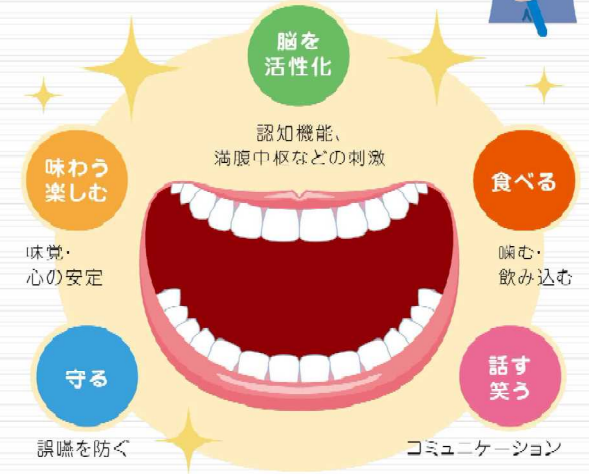 脳を
活性化
認知機能、
満腹中枢などの刺激
味わう
楽しむ
味覚・
心の安定
食べる
噛む・
飲み込む
守る
誤嚥を防ぐ
話す
笑う
コミュニケーション